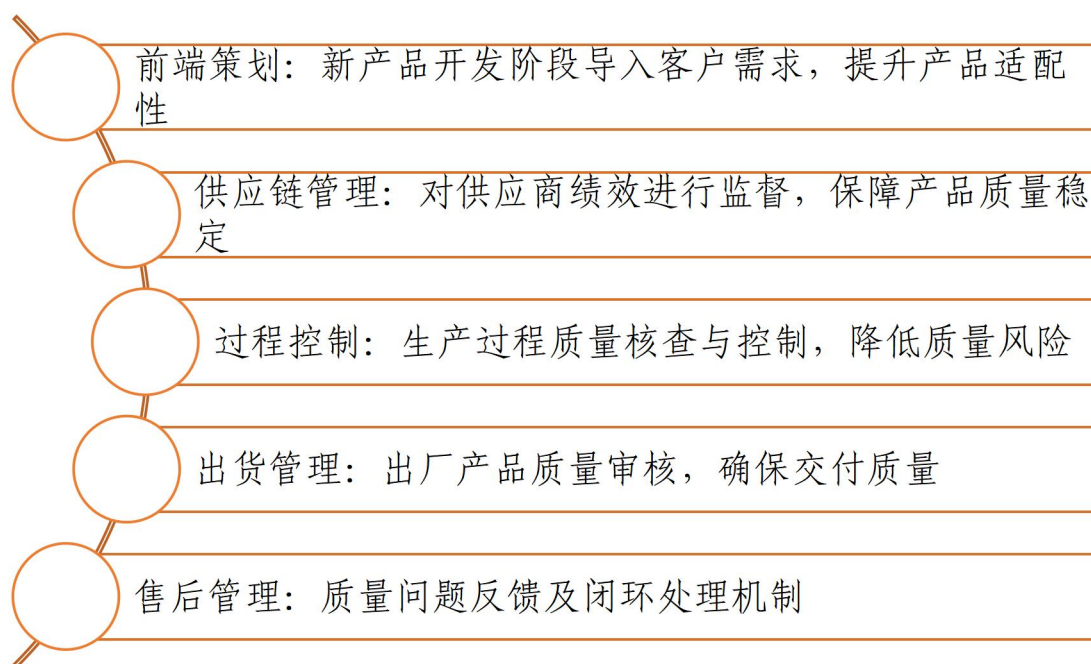 前端策划：新产品开发阶段导入客户需求，提升产品适配
性
供应链管理：对供应商绩效进行监督，保障产品质量稳
定
过程控制：生产过程质量核查与控制，降低质量风险
出货管理：出厂产品质量审核，确保交付质量
售后管理：质量问题反馈及闭环处理机制